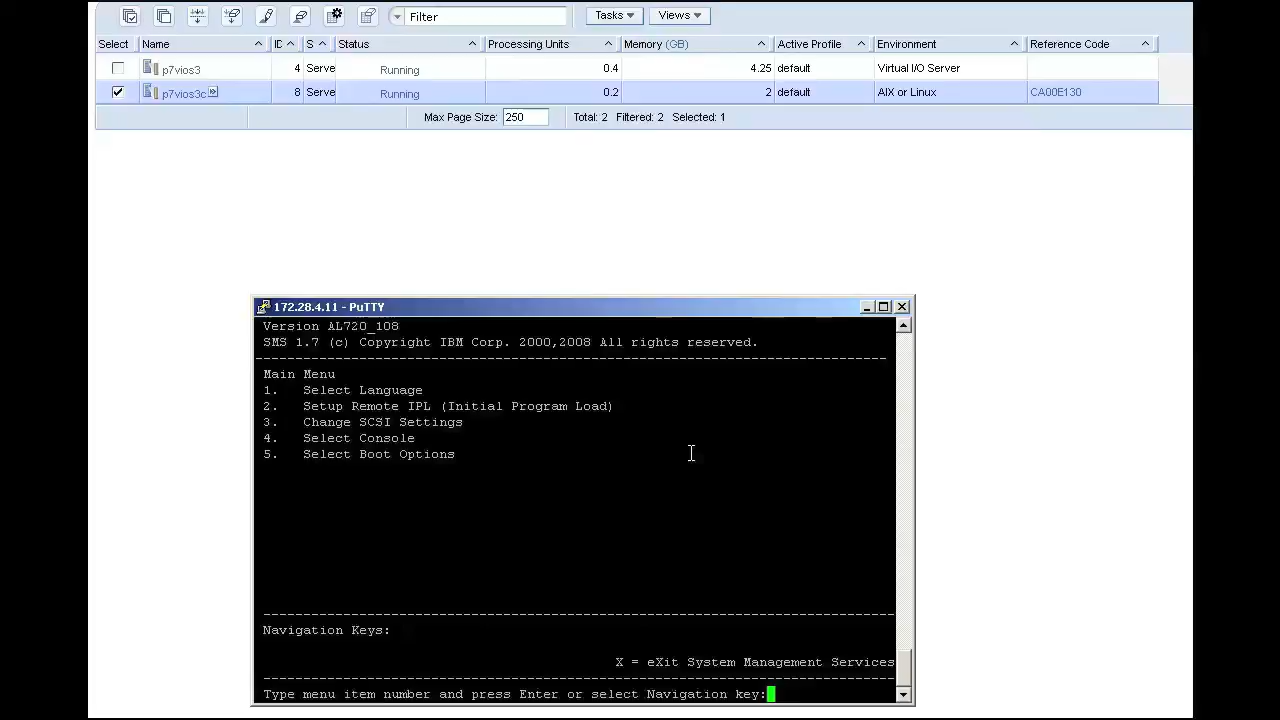 Filter Tasks Views
Select Name ID S Status Processing Units Memory (GB) Active Profile Environment Reference Code
p7vios3 4 Serve Running 0.4 4.25 default Virtual I/O Server
p7vios3c 8 Serve Running 0.2 2 default AIX or Linux CA00E130
Max Page Size: 250 Total: 2 Filtered: 2 Selected: 1
172.28.4.11 - PuTTY
Version AL720_108
SMS 1.7 (c) Copyright IBM Corp. 2000,2008 All rights reserved.
Main Menu
1. Select Language
2. Setup Remote IPL (Initial Program Load)
3. Change SCSI Settings
4. Select Console
5. Select Boot Options
Navigation Keys:
X = eXit System Management Services
Type menu item number and press Enter or select Navigation key: